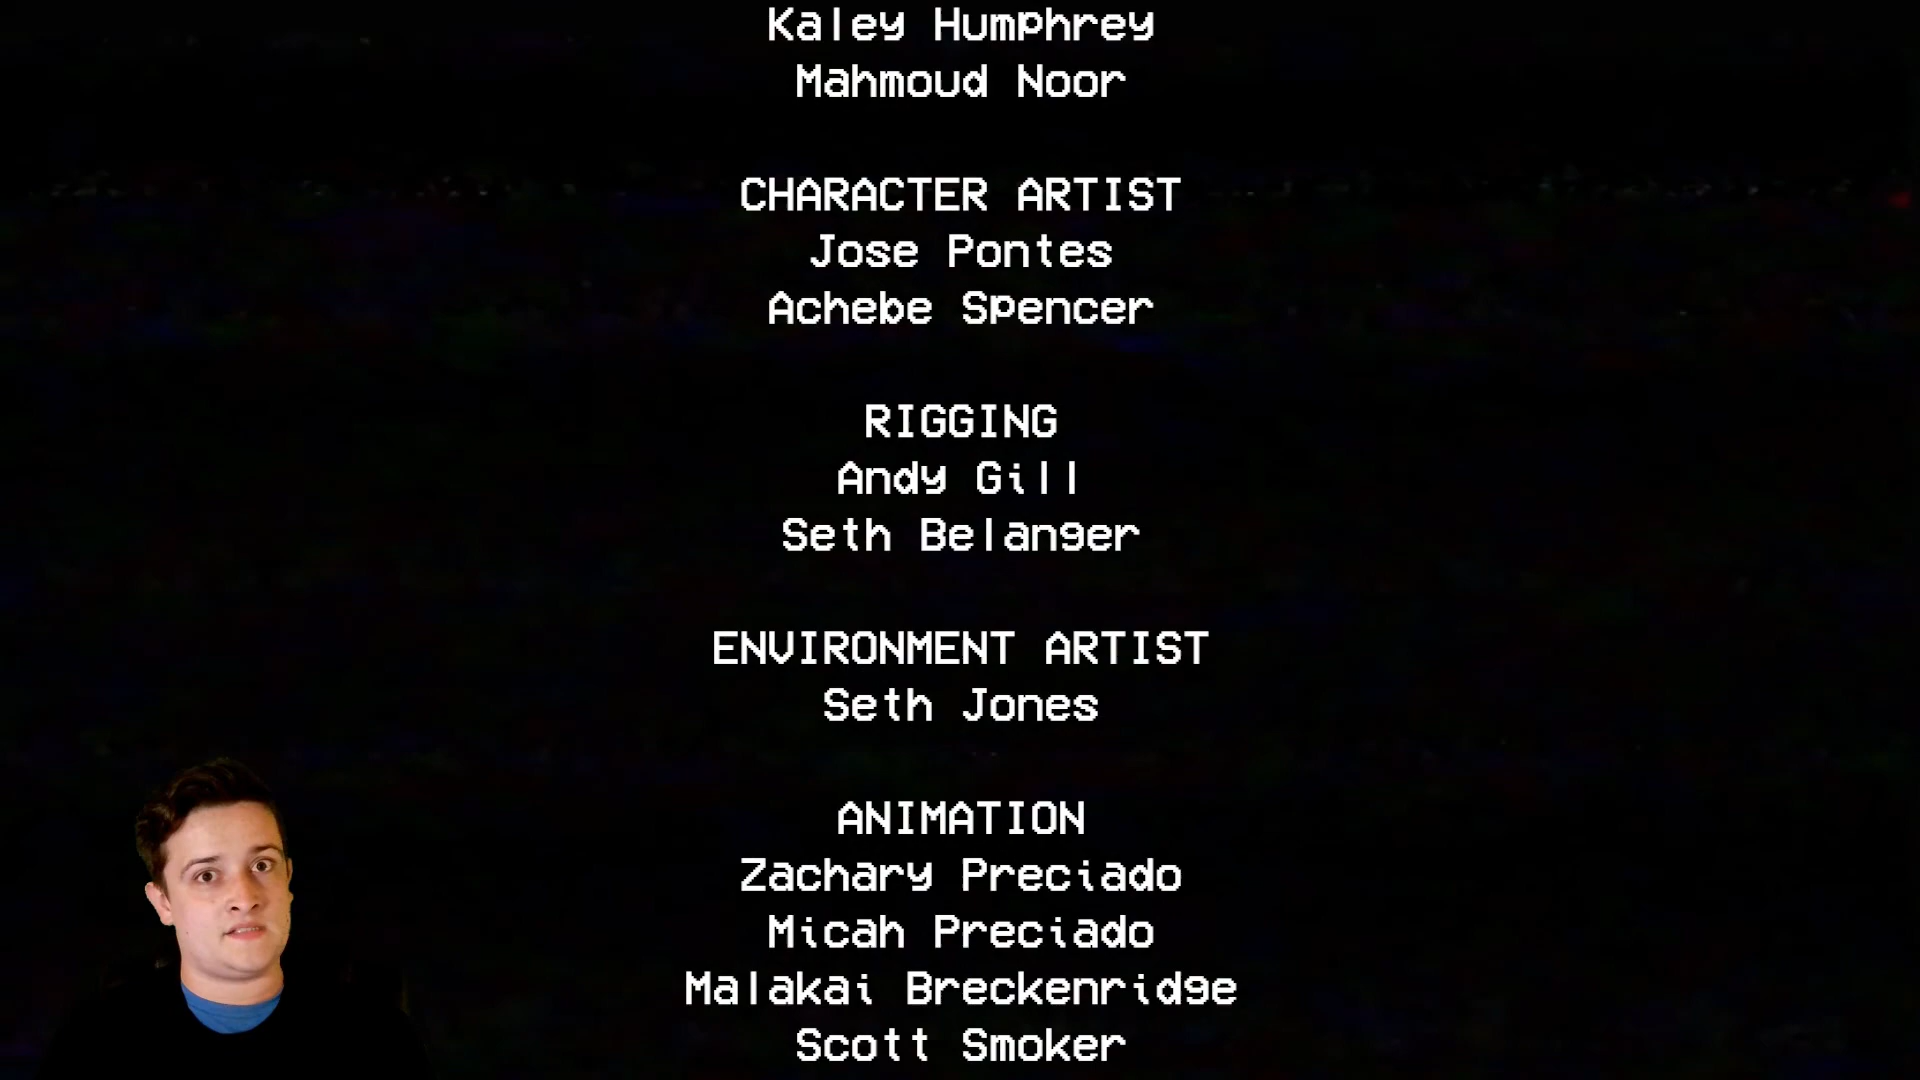 Kaley Humphrey
Mahmoud Noor
CHARACTER ARTIST
Jose Pontes
Achebe Spencer
RIGGING
Andy Gill
Seth Belanger
ENVIRONMENT ARTIST
Seth Jones
ANIMATION
Zachary Preciado
Micah Preciado
Malakai Breckenridge
Scott Smoker